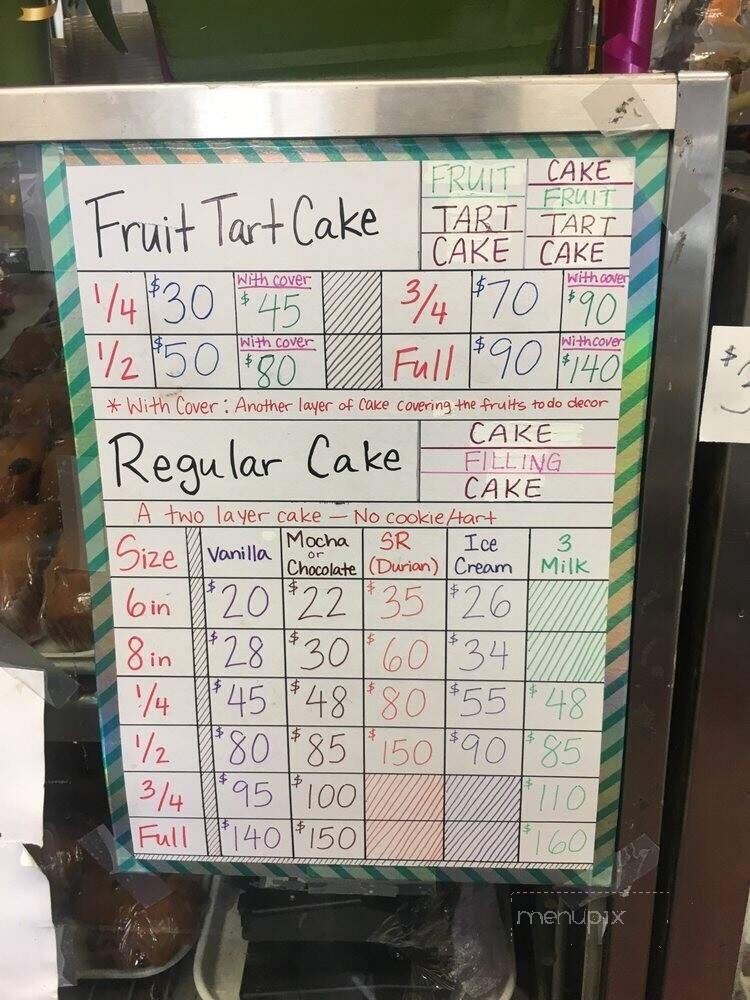 Fruit Tart Cake
FRUIT
TART
CAKE
CAKE
FRUIT
TART
CAKE
1/4 $30 With cover $45 3/4 $70 With cover $90
1/2 $50 With cover $80 Full $90 With cover $140
* With Cover: Another layer of cake covering the fruits to do decor
Regular Cake
CAKE
FILLING
CAKE
A two layer cake — No cookie/tart
Size Vanilla Mocha or Chocolate SR (Durian) Ice Cream 3 Milk
6in $20 $22 $35 $26
8in $28 $30 $60 $34
1/4 $45 $48 $80 $55 $48
1/2 $80 $85 $150 $90 $85
3/4 $95 $100 $110
Full $140 $150 $160
menupix